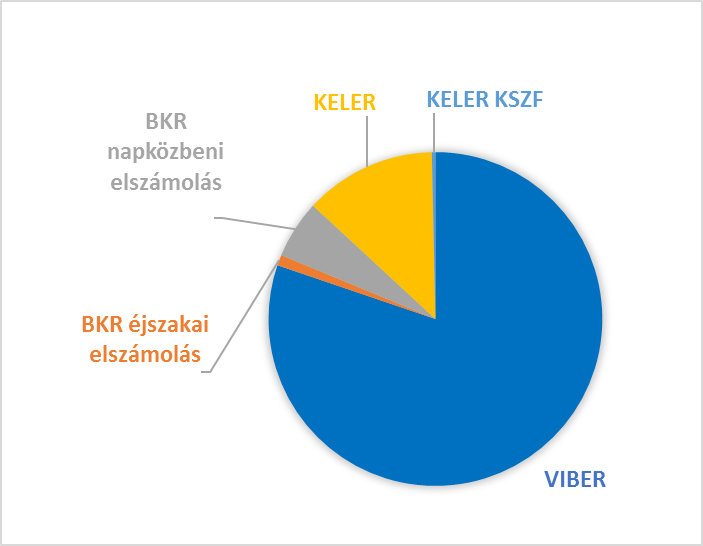 KELER
KELER KSZF
BKR
napközbeni
elszámolás
BKR éjszakai
elszámolás
VIBER